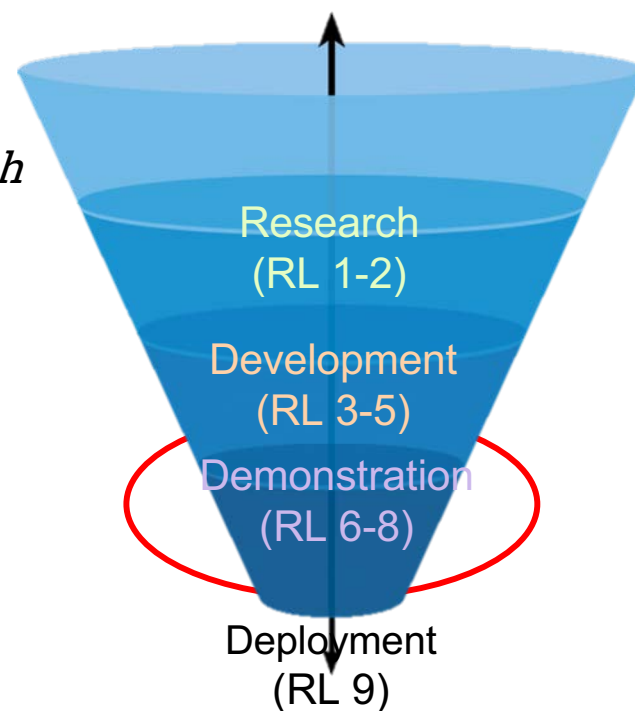 h
Research
(RL 1-2)
Development
(RL 3-5)
Demonstration
(RL 6-8)
Deployment
(RL 9)